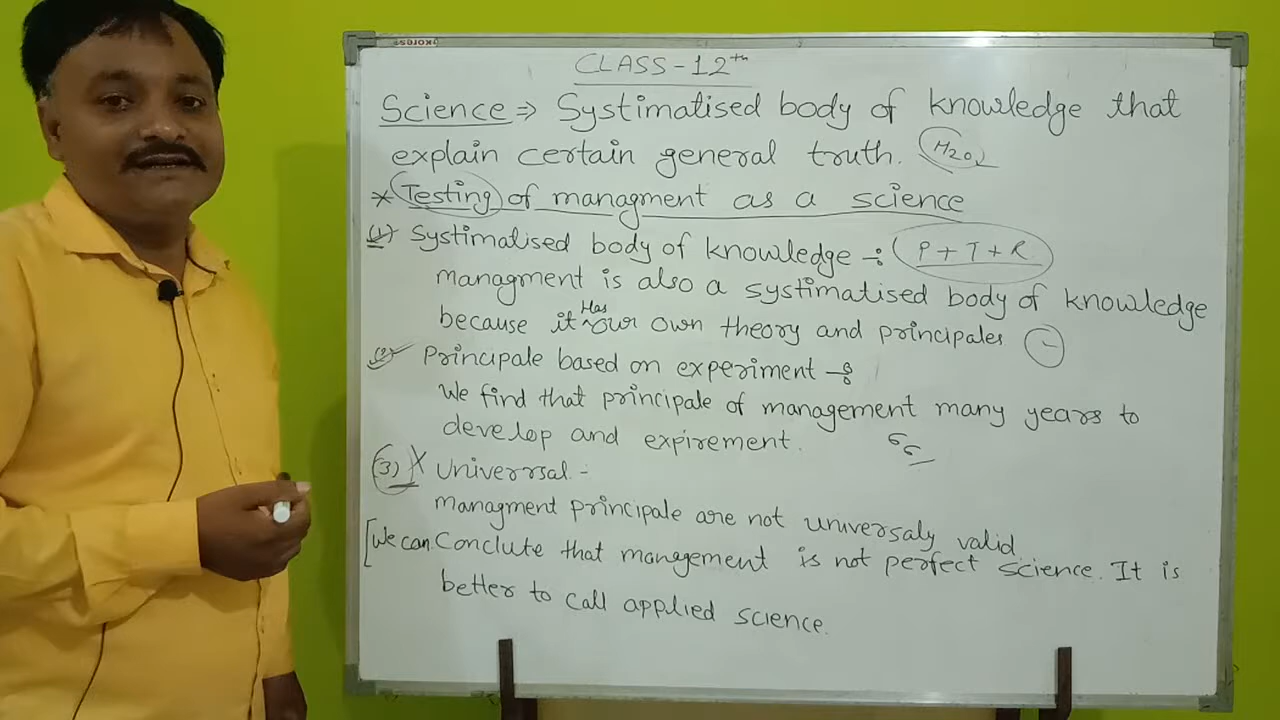 kores
CLASS-12th
Science ⇒ Systimatised body of knowledge that
explain certain general truth. H2O
* Testing of managment as a science
(1) Systimatised body of knowledge :- (P + T + R
managment is also a systimatised body of knowledge
because it Has our own theory and principales
(2) Principale based on experiment -:
We find that principale of management many years to
develop and expirement.
(3) X Univerrsal :-
managment principale are not universaly valid
[We can Conclute that management is not perfect science. It is
better to call applied science.